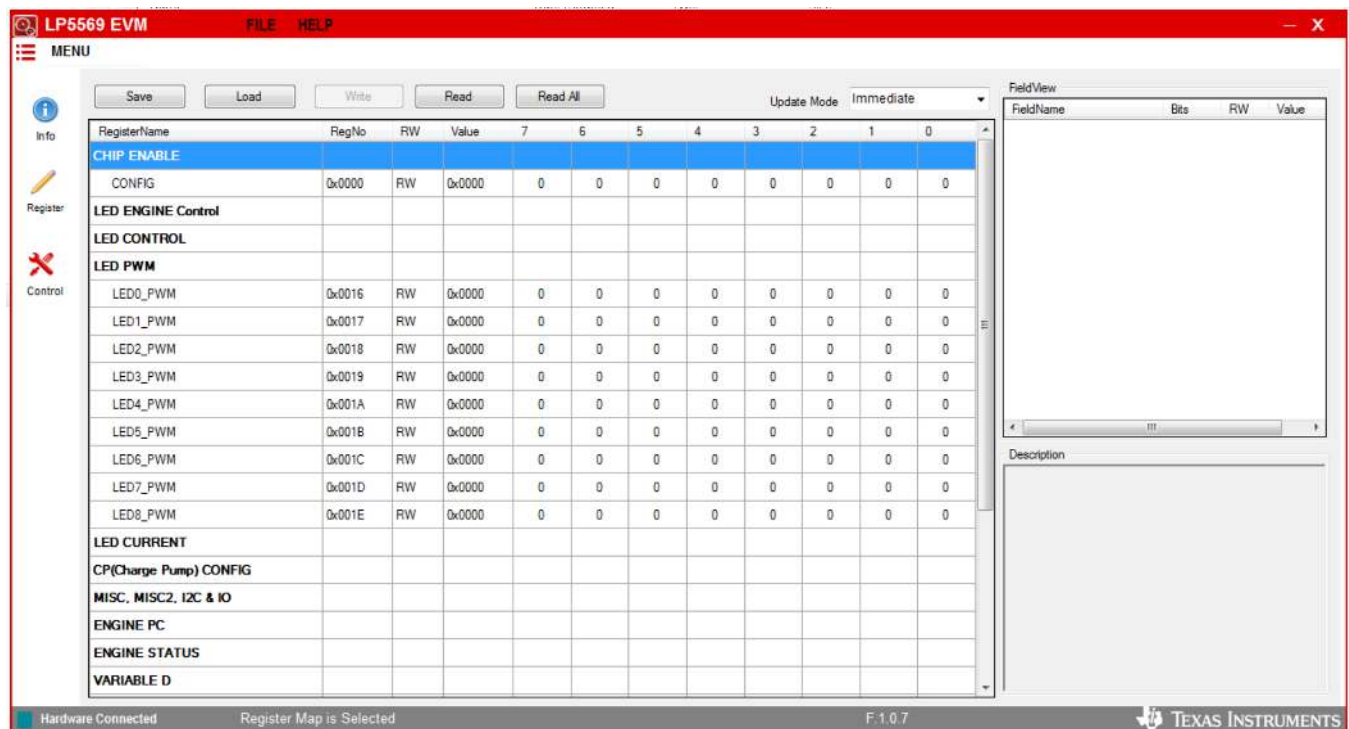 LP5569 EVM FILE HELP – X
MENU
Save Load Write Read Read All Update Mode Immediate
FieldView
FieldName Bits RW Value
Info
Register
Control
RegisterName RegNo RW Value 7 6 5 4 3 2 1 0
CHIP ENABLE
CONFIG 0x0000 RW 0x0000 0 0 0 0 0 0 0 0
LED ENGINE Control
LED CONTROL
LED PWM
LED0_PWM 0x0016 RW 0x0000 0 0 0 0 0 0 0 0
LED1_PWM 0x0017 RW 0x0000 0 0 0 0 0 0 0 0
LED2_PWM 0x0018 RW 0x0000 0 0 0 0 0 0 0 0
LED3_PWM 0x0019 RW 0x0000 0 0 0 0 0 0 0 0
LED4_PWM 0x001A RW 0x0000 0 0 0 0 0 0 0 0
LED5_PWM 0x001B RW 0x0000 0 0 0 0 0 0 0 0
LED6_PWM 0x001C RW 0x0000 0 0 0 0 0 0 0 0
LED7_PWM 0x001D RW 0x0000 0 0 0 0 0 0 0 0
LED8_PWM 0x001E RW 0x0000 0 0 0 0 0 0 0 0
LED CURRENT
CP(Charge Pump) CONFIG
MISC, MISC2, I2C & IO
ENGINE PC
ENGINE STATUS
VARIABLE D
Description
Hardware Connected Register Map is Selected F.1.0.7 TEXAS INSTRUMENTS